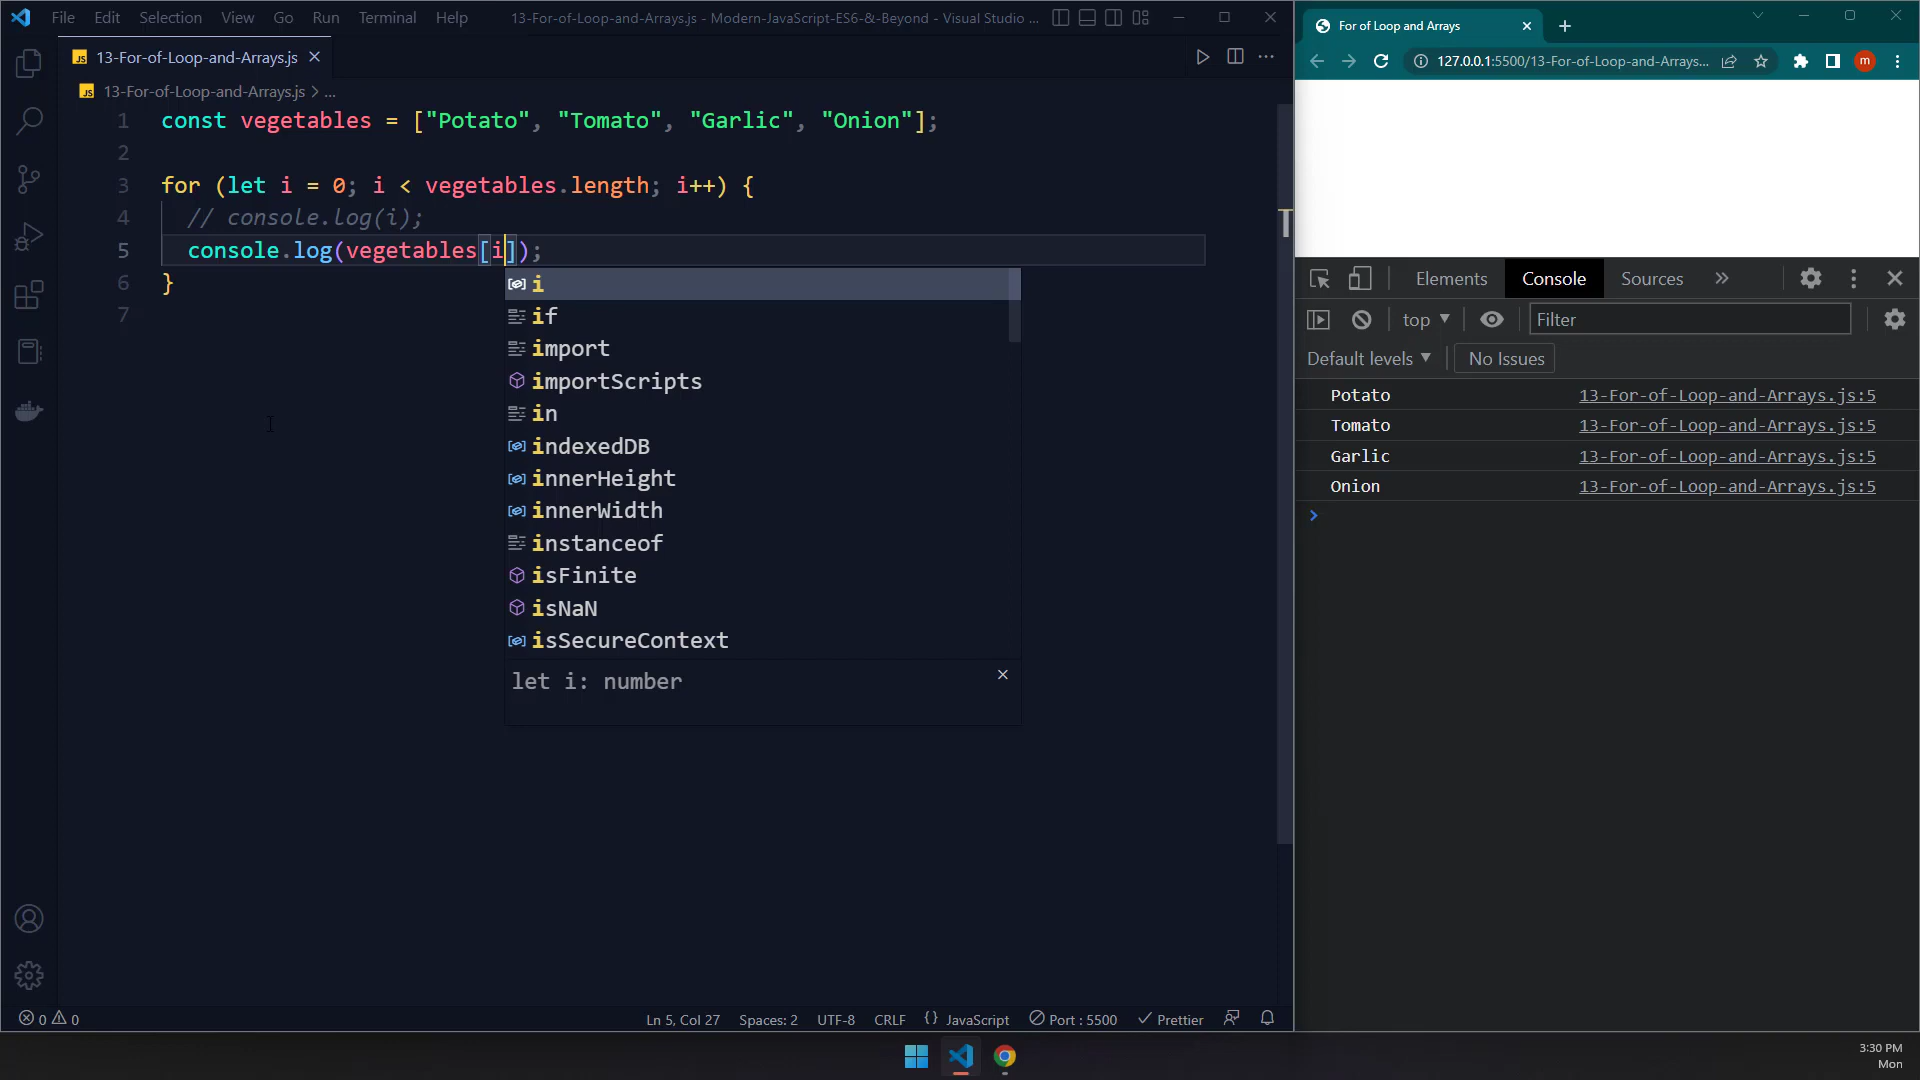 File Edit Selection View Go Run Terminal Help 13-For-of-Loop-and-Arrays.js - Modern-JavaScript-ES6-&-Beyond - Visual Studio ...
JS 13-For-of-Loop-and-Arrays.js
JS 13-For-of-Loop-and-Arrays.js > ...
1 const vegetables = ["Potato", "Tomato", "Garlic", "Onion"];
2
3 for (let i = 0; i < vegetables.length; i++) {
4 // console.log(i);
5 console.log(vegetables[i]);
6 }
7
i
if
import
importScripts
in
indexedDB
innerHeight
innerWidth
instanceof
isFinite
isNaN
isSecureContext
let i: number
0 0 Ln 5, Col 27 Spaces: 2 UTF-8 CRLF {} JavaScript Port : 5500 Prettier
For of Loop and Arrays
127.0.0.1:5500/13-For-of-Loop-and-Arrays... m
Elements Console Sources
top Filter
Default levels No Issues
Potato 13-For-of-Loop-and-Arrays.js:5
Tomato 13-For-of-Loop-and-Arrays.js:5
Garlic 13-For-of-Loop-and-Arrays.js:5
Onion 13-For-of-Loop-and-Arrays.js:5
3:30 PM
Mon